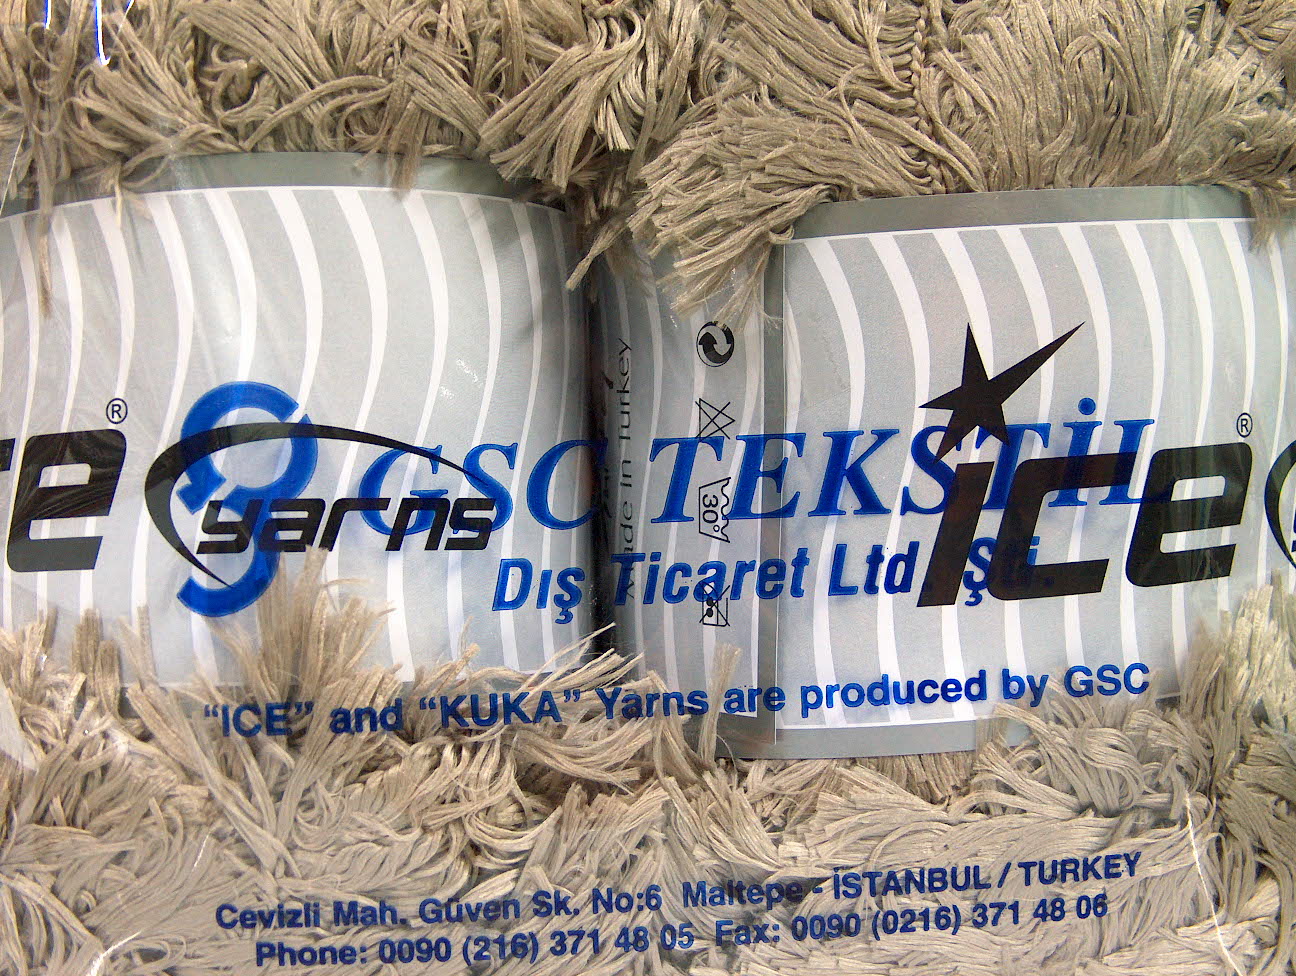 ce®
yarns
ice®
Made in Turkey
30°
GSC TEKSTİL
Dış Ticaret Ltd. Şti.
“ICE” and “KUKA” Yarns are produced by GSC
Cevizli Mah. Güven Sk. No:6 Maltepe - İSTANBUL / TURKEY
Phone: 0090 (216) 371 48 05 Fax: 0090 (0216) 371 48 06